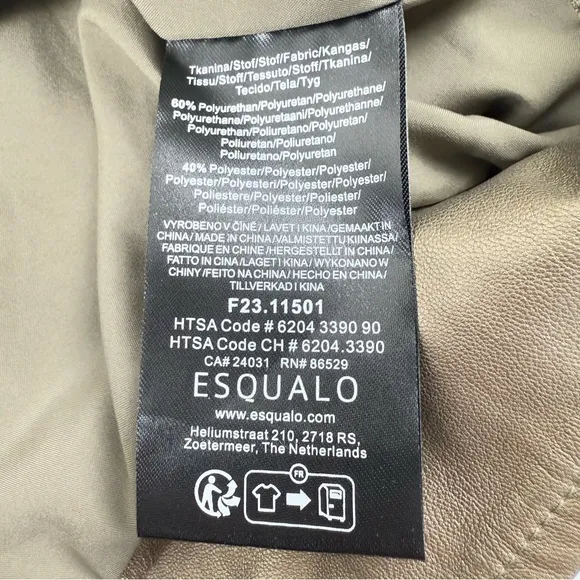 Tkanina/Stof/Stof/Fabric/Kangas/
Tissu/Stoff/Tessuto/Stoff/Tkanina/
Tecido/Tela/Tyg
60% Polyurethan/Polyuretan/Polyurethane/
Polyurethane/Polyuretaani/Polyuréthanne/
Polyurethan/Poliuretano/Polyuretan/
Poliuretan/Poliuretano/
Poliuretano/Polyuretan
40% Polyester/Polyester/Polyester/
Polyester/Polyesteri/Polyester/Polyester/
Poliestere/Polyester/Poliester/
Poliéster/Poliéster/Polyester
VYROBENO V ČÍNĚ / LAVET I KINA /GEMAAKT IN
CHINA / MADE IN CHINA/VALMISTETTU KIINASSA/
FABRIQUE EN CHINE /HERGESTELLT IN CHINA/
FATTO IN CINA/LAGET I KINA / WYKONANO W
CHINY /FEITO NA CHINA / HECHO EN CHINA /
TILLVERKAD I KINA
F23.11501
HTSA Code # 6204 3390 90
HTSA Code CH # 6204.3390
CA# 24031 RN# 86529
ESQUALO
www.esqualo.com
Heliumstraat 210, 2718 RS,
Zoetermeer, The Netherlands
FR